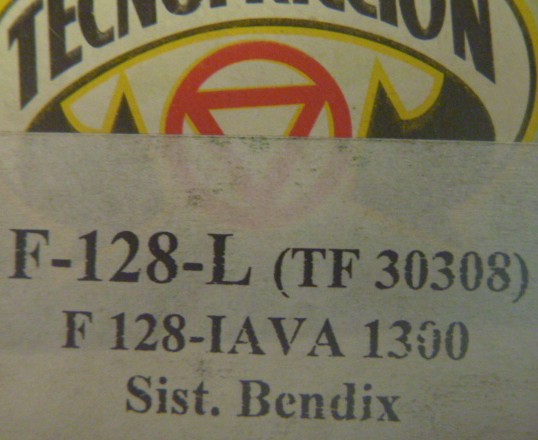 TECNOFRICCION
F-128-L (TF 30308)
F 128-IAVA 1300
Sist. Bendix